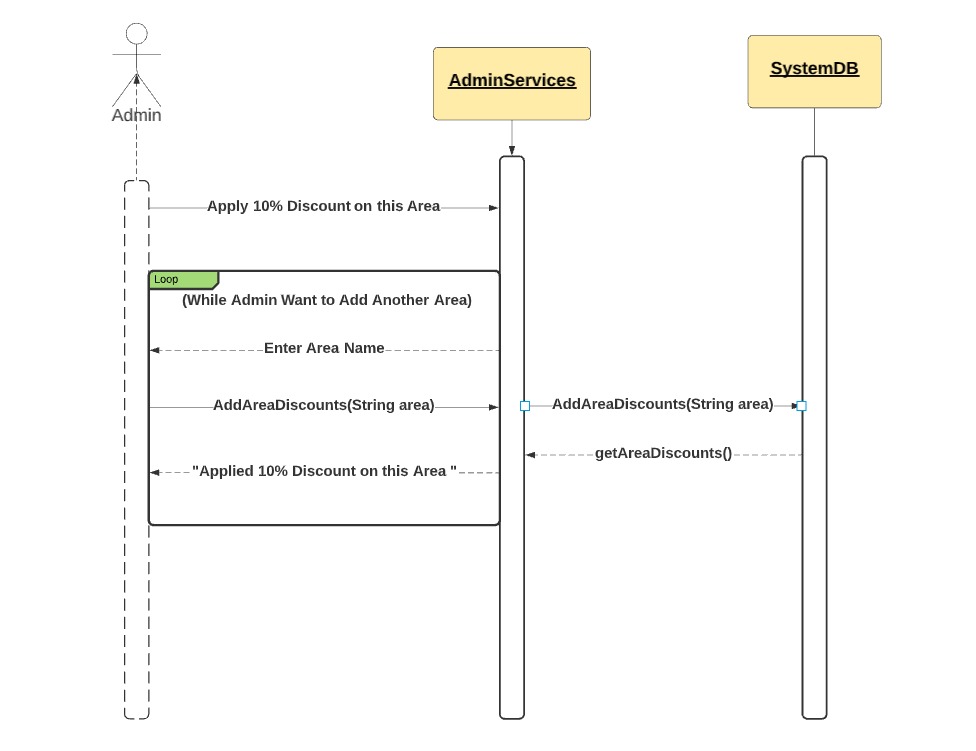 Admin
AdminServices
SystemDB
Apply 10% Discount on this Area
Loop
(While Admin Want to Add Another Area)
Enter Area Name
AddAreaDiscounts(String area)
AddAreaDiscounts(String area)
getAreaDiscounts()
"Applied 10% Discount on this Area "